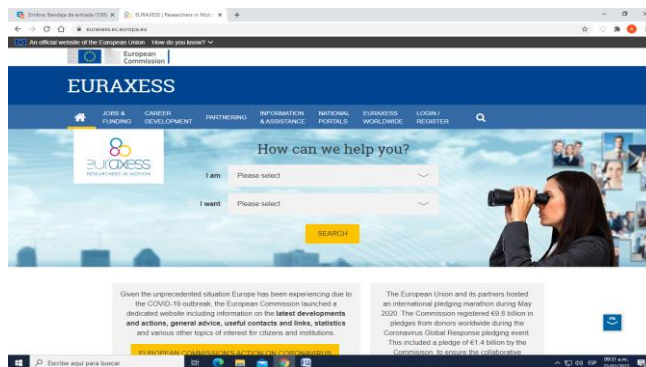 Zimbra: Bandeja de entrada (100)
EURAXESS | Researchers in Moti
euraxess.ec.europa.eu
An official website of the European Union How do you know?
European
Commission
EURAXESS
JOBS &
FUNDING
CAREER
DEVELOPMENT
PARTNERING
INFORMATION
& ASSISTANCE
NATIONAL
PORTALS
EURAXESS
WORLDWIDE
LOGIN /
REGISTER
euraxess
RESEARCHERS IN MOTION
How can we help you?
I am Please select
I want Please select
SEARCH
Given the unprecedented situation Europe has been experiencing due to
the COVID-19 outbreak, the European Commission launched a
dedicated website including information on the latest developments
and actions, general advice, useful contacts and links, statistics
and various other topics of interest for citizens and institutions.
EUROPEAN COMMISSION'S ACTION ON CORONAVIRUS
The European Union and its partners hosted
an international pledging marathon during May
2020. The Commission registered €9.8 billion in
pledges from donors worldwide during the
Coronavirus Global Response pledging event.
This included a pledge of €1.4 billion by the
Commission, to ensure the collaborative
Escribe aquí para buscar
ESP
09:31 a.m.